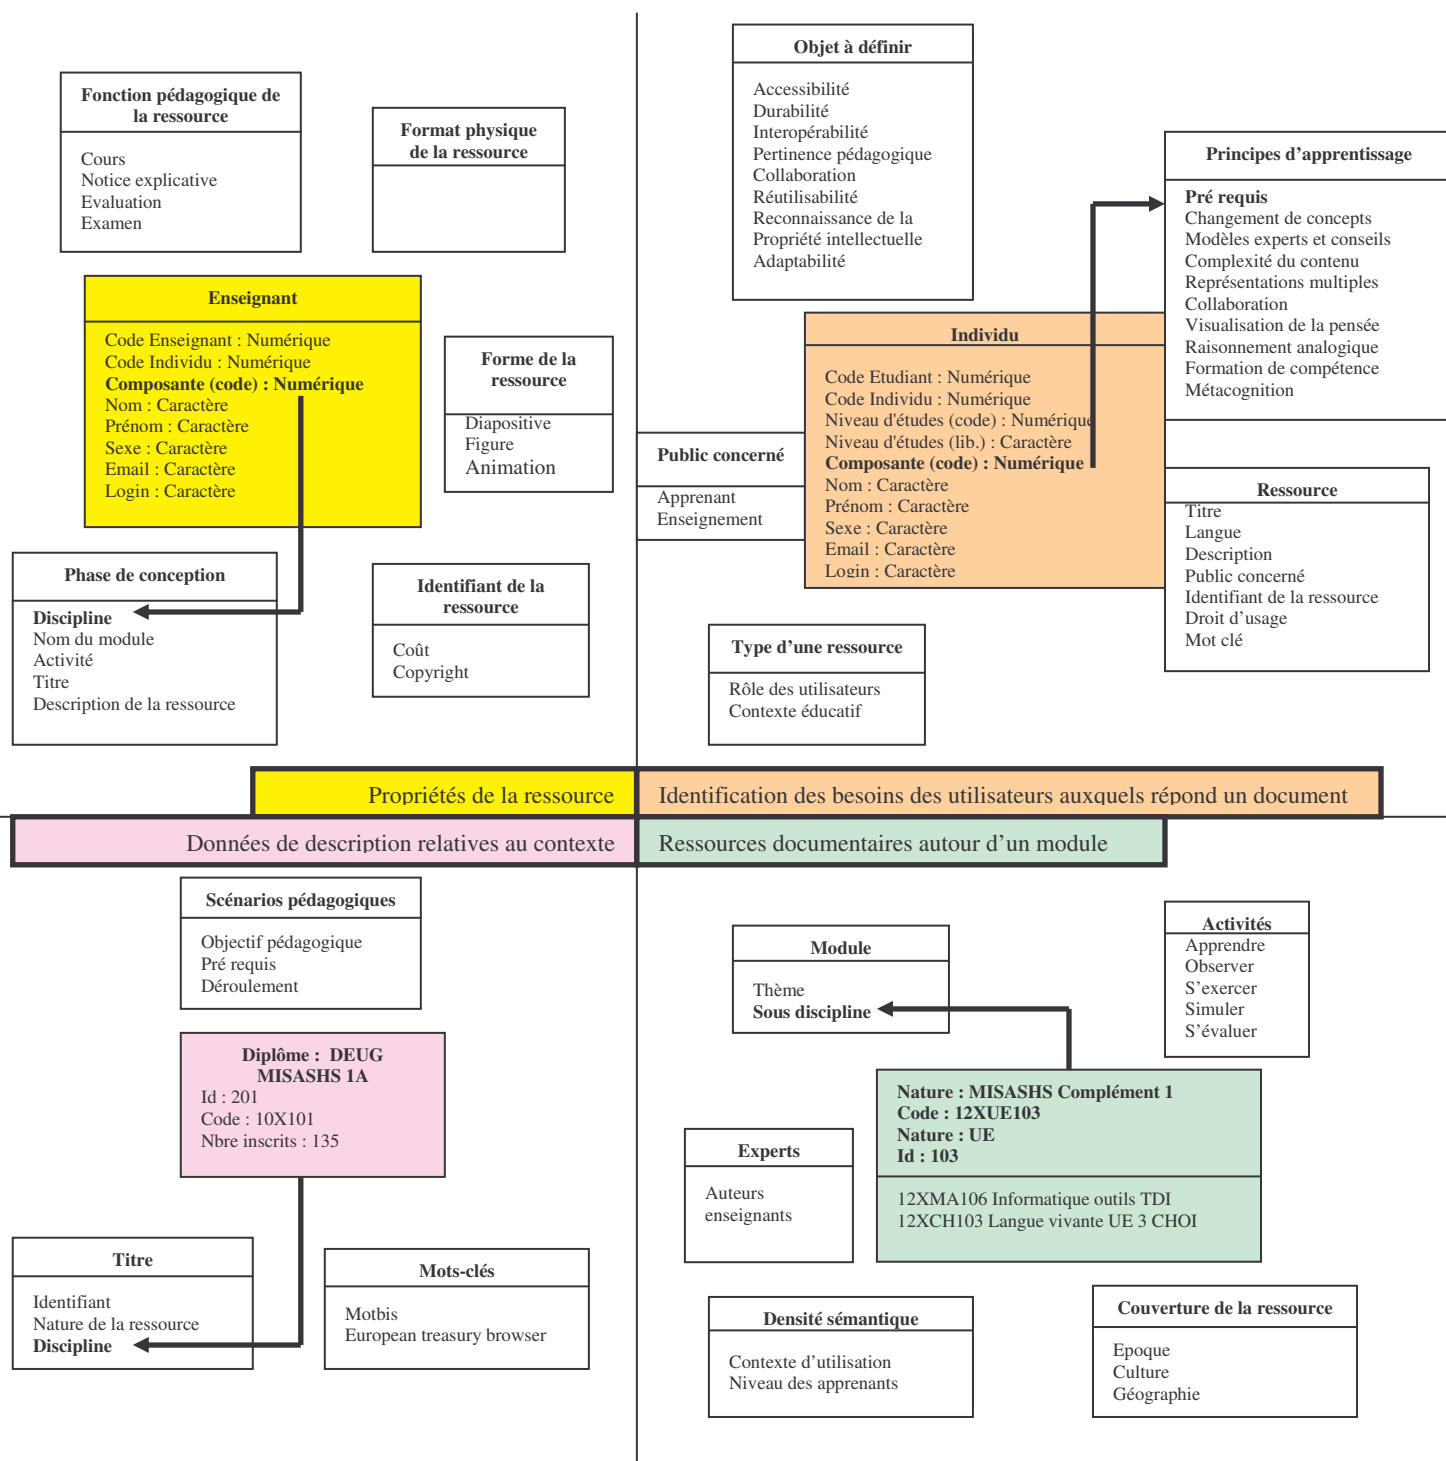 Fonction pédagogique de
la ressource
Cours
Notice explicative
Evaluation
Examen
Format physique
de la ressource
Enseignant
Code Enseignant : Numérique
Code Individu : Numérique
Composante (code) : Numérique
Nom : Caractère
Prénom : Caractère
Sexe : Caractère
Email : Caractère
Login : Caractère
Forme de la
ressource
Diapositive
Figure
Animation
Phase de conception
Discipline
Nom du module
Activité
Titre
Description de la ressource
Identifiant de la
ressource
Coût
Copyright
Objet à définir
Accessibilité
Durabilité
Interopérabilité
Pertinence pédagogique
Collaboration
Réutilisabilité
Reconnaissance de la
Propriété intellectuelle
Adaptabilité
Principes d’apprentissage
Pré requis
Changement de concepts
Modèles experts et conseils
Complexité du contenu
Représentations multiples
Collaboration
Visualisation de la pensée
Raisonnement analogique
Formation de compétence
Métacognition
Individu
Code Etudiant : Numérique
Code Individu : Numérique
Niveau d'études (code) : Numérique
Niveau d'études (lib.) : Caractère
Composante (code) : Numérique
Nom : Caractère
Prénom : Caractère
Sexe : Caractère
Email : Caractère
Login : Caractère
Public concerné
Apprenant
Enseignement
Ressource
Titre
Langue
Description
Public concerné
Identifiant de la ressource
Droit d’usage
Mot clé
Type d’une ressource
Rôle des utilisateurs
Contexte éducatif
Propriétés de la ressource
Identification des besoins des utilisateurs auxquels répond un document
Données de description relatives au contexte
Ressources documentaires autour d’un module
Scénarios pédagogiques
Objectif pédagogique
Pré requis
Déroulement
Diplôme : DEUG
MISASHS 1A
Id : 201
Code : 10X101
Nbre inscrits : 135
Titre
Identifiant
Nature de la ressource
Discipline
Mots-clés
Motbis
European treasury browser
Module
Thème
Sous discipline
Activités
Apprendre
Observer
S’exercer
Simuler
S’évaluer
Nature : MISASHS Complément 1
Code : 12XUE103
Nature : UE
Id : 103
12XMA106 Informatique outils TDI
12XCH103 Langue vivante UE 3 CHOI
Experts
Auteurs
enseignants
Densité sémantique
Contexte d’utilisation
Niveau des apprenants
Couverture de la ressource
Epoque
Culture
Géographie